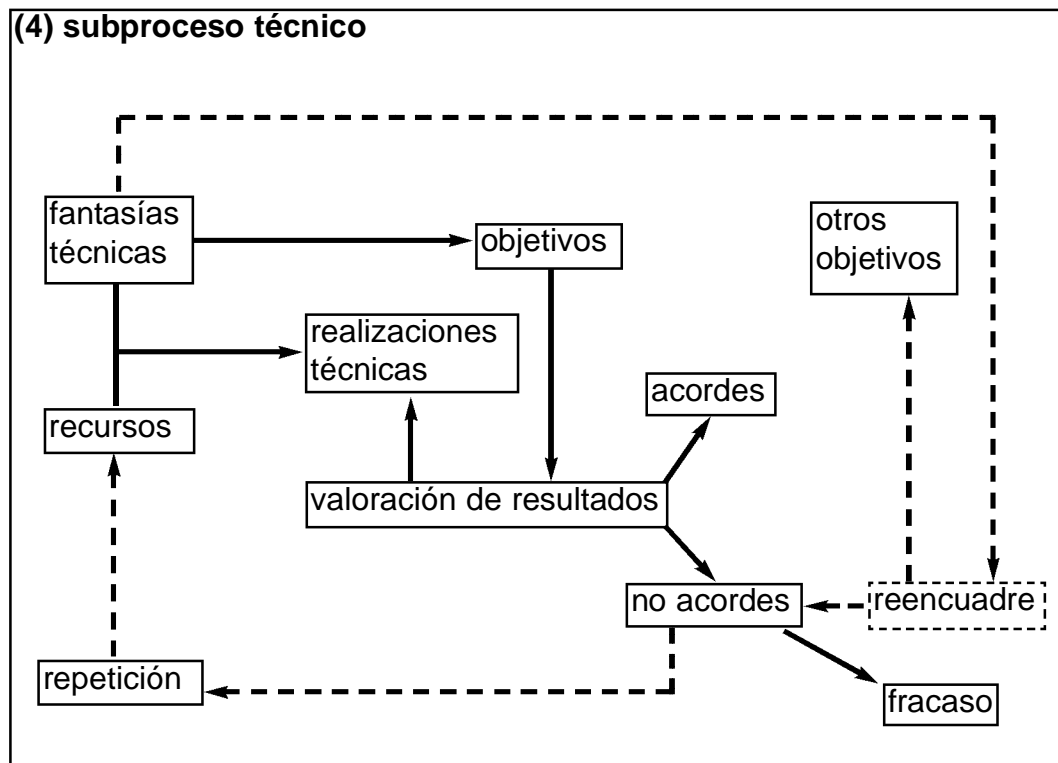 (4) subproceso técnico
fantasías
técnicas
objetivos
otros
objetivos
realizaciones
técnicas
acordes
recursos
valoración de resultados
no acordes
reencuadre
repetición
fracaso